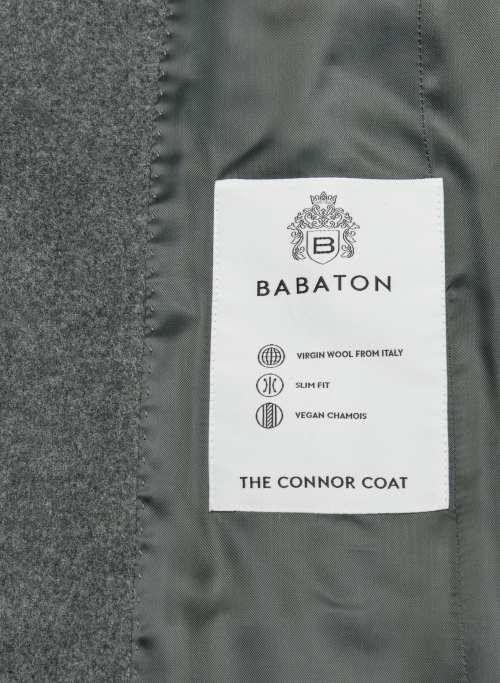 B
BABATON
VIRGIN WOOL FROM ITALY
SLIM FIT
VEGAN CHAMOIS
THE CONNOR COAT